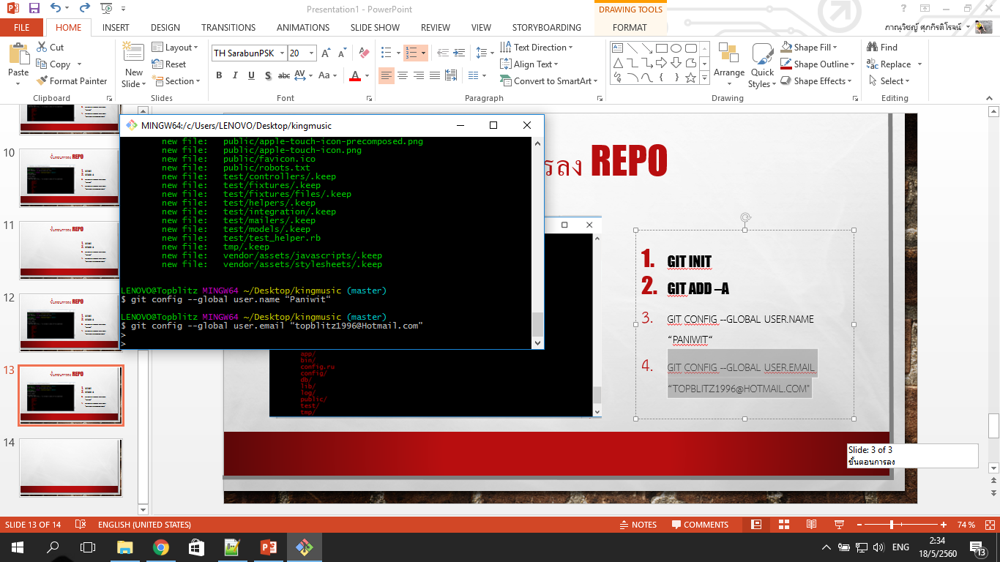 Presentation1 - PowerPoint
DRAWING TOOLS
FILE
HOME
INSERT
DESIGN
TRANSITIONS
ANIMATIONS
SLIDE SHOW
REVIEW
VIEW
STORYBOARDING
FORMAT
ภาณุวิชญ์ ศุภกีรติโรจน์
Paste
Cut
Copy
Format Painter
Clipboard
New
Slide
Layout
Reset
Section
Slides
TH SarabunPSK
20
Font
Text Direction
Align Text
Convert to SmartArt
Paragraph
Arrange
Quick
Styles
Shape Fill
Shape Outline
Shape Effects
Drawing
Find
Replace
Select
Editing
10
11
12
13
14
MINGW64:/c/Users/LENOVO/Desktop/kingmusic
new file: public/apple-touch-icon-precomposed.png
new file: public/apple-touch-icon.png
new file: public/favicon.ico
new file: public/robots.txt
new file: test/controllers/.keep
new file: test/fixtures/.keep
new file: test/fixtures/files/.keep
new file: test/helpers/.keep
new file: test/integration/.keep
new file: test/mailers/.keep
new file: test/models/.keep
new file: test/test_helper.rb
new file: tmp/.keep
new file: vendor/assets/javascripts/.keep
new file: vendor/assets/stylesheets/.keep
LENOVO@Topblitz MINGW64 ~/Desktop/kingmusic (master)
$ git config --global user.name “Paniwit“
LENOVO@Topblitz MINGW64 ~/Desktop/kingmusic (master)
$ git config --global user.email “topblitz1996@Hotmail.com"
>
>
รลง REPO
app/
bin/
config.ru
config/
db/
lib/
log/
public/
test/
tmp/
1. GIT INIT
2. GIT ADD –A
3. GIT CONFIG --GLOBAL USER.NAME
“PANIWIT“
4. GIT CONFIG --GLOBAL USER.EMAIL
“TOPBLITZ1996@HOTMAIL.COM"
Slide: 3 of 3
ขั้นตอนการลง
SLIDE 13 OF 14
ENGLISH (UNITED STATES)
NOTES
COMMENTS
74 %
ENG
2:34
18/5/2560
13